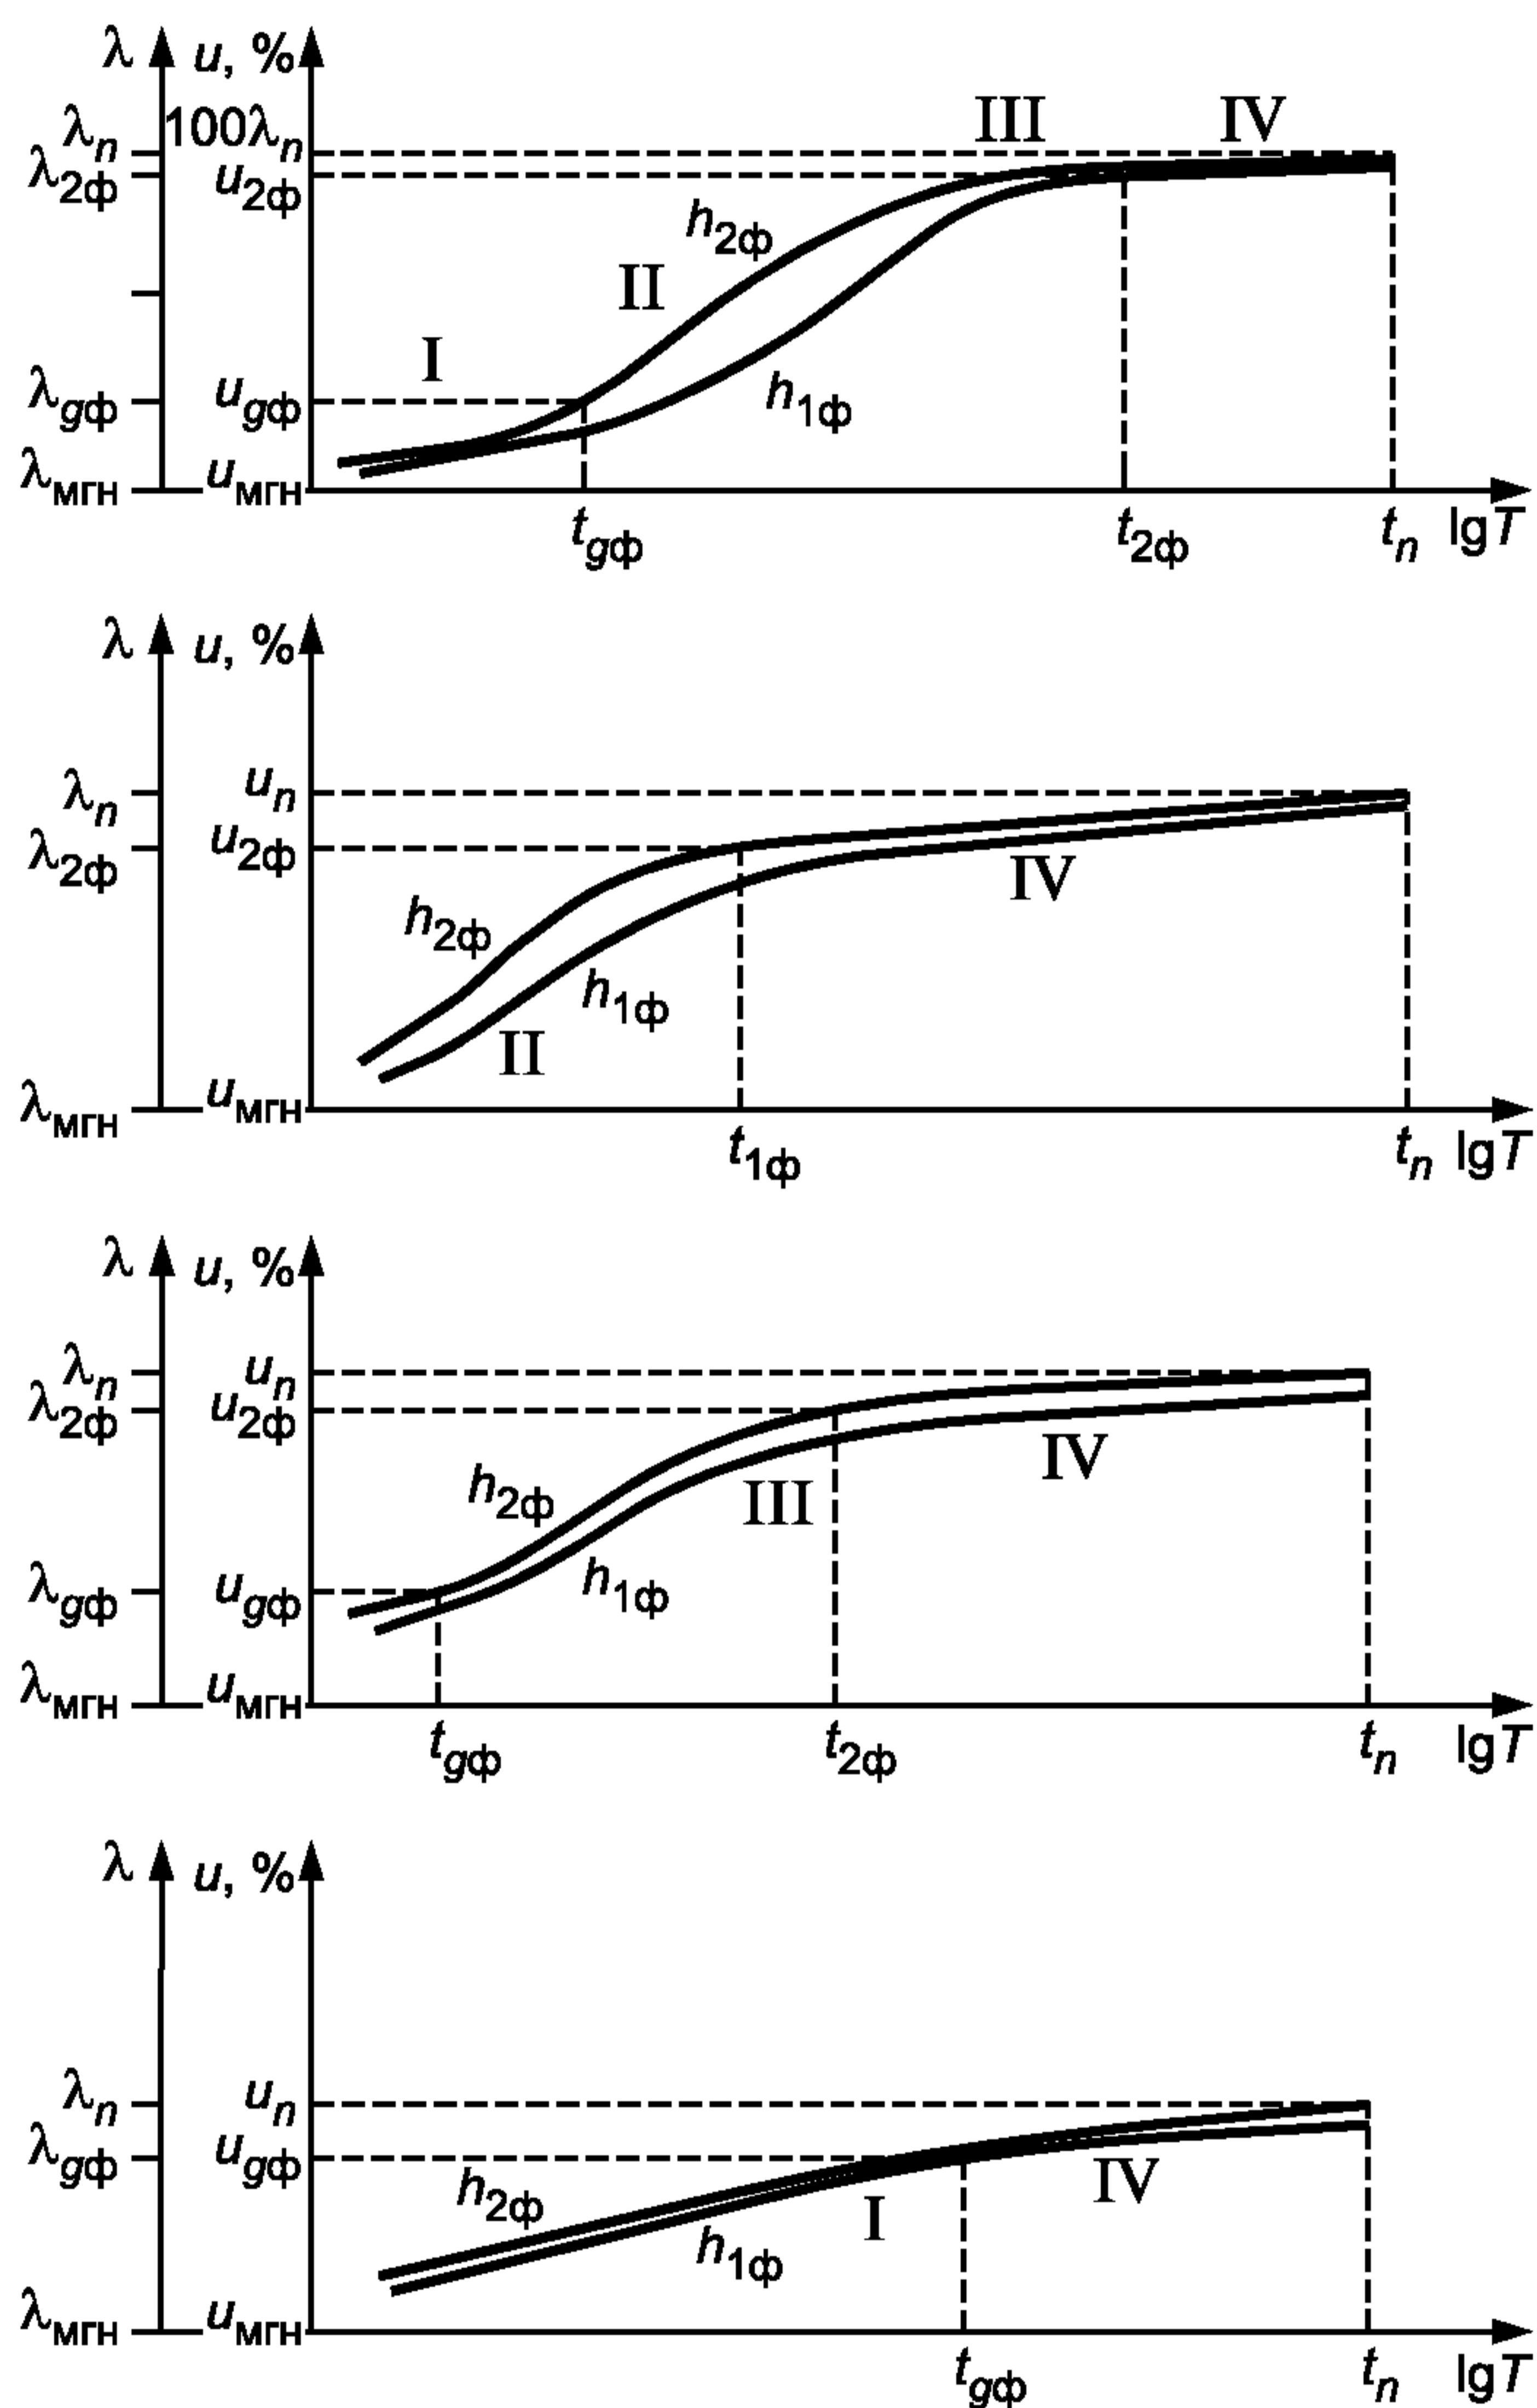 λ u, %
λn 100λn III IV
λ2ф u2ф
h2ф
II
I
λgф ugф h1ф
λмгн uмгн
tgф t2ф tn lgT
λ u, %
λn un
λ2ф u2ф
IV
h2ф
h1ф
II
λмгн uмгн
t1ф tn lgT
λ u, %
λn un
λ2ф u2ф
IV
h2ф III
λgф ugф h1ф
λмгн uмгн
tgф t2ф tn lgT
λ u, %
λn un
λgф ugф
h2ф I IV
h1ф
λмгн uмгн
tgф tn lgT